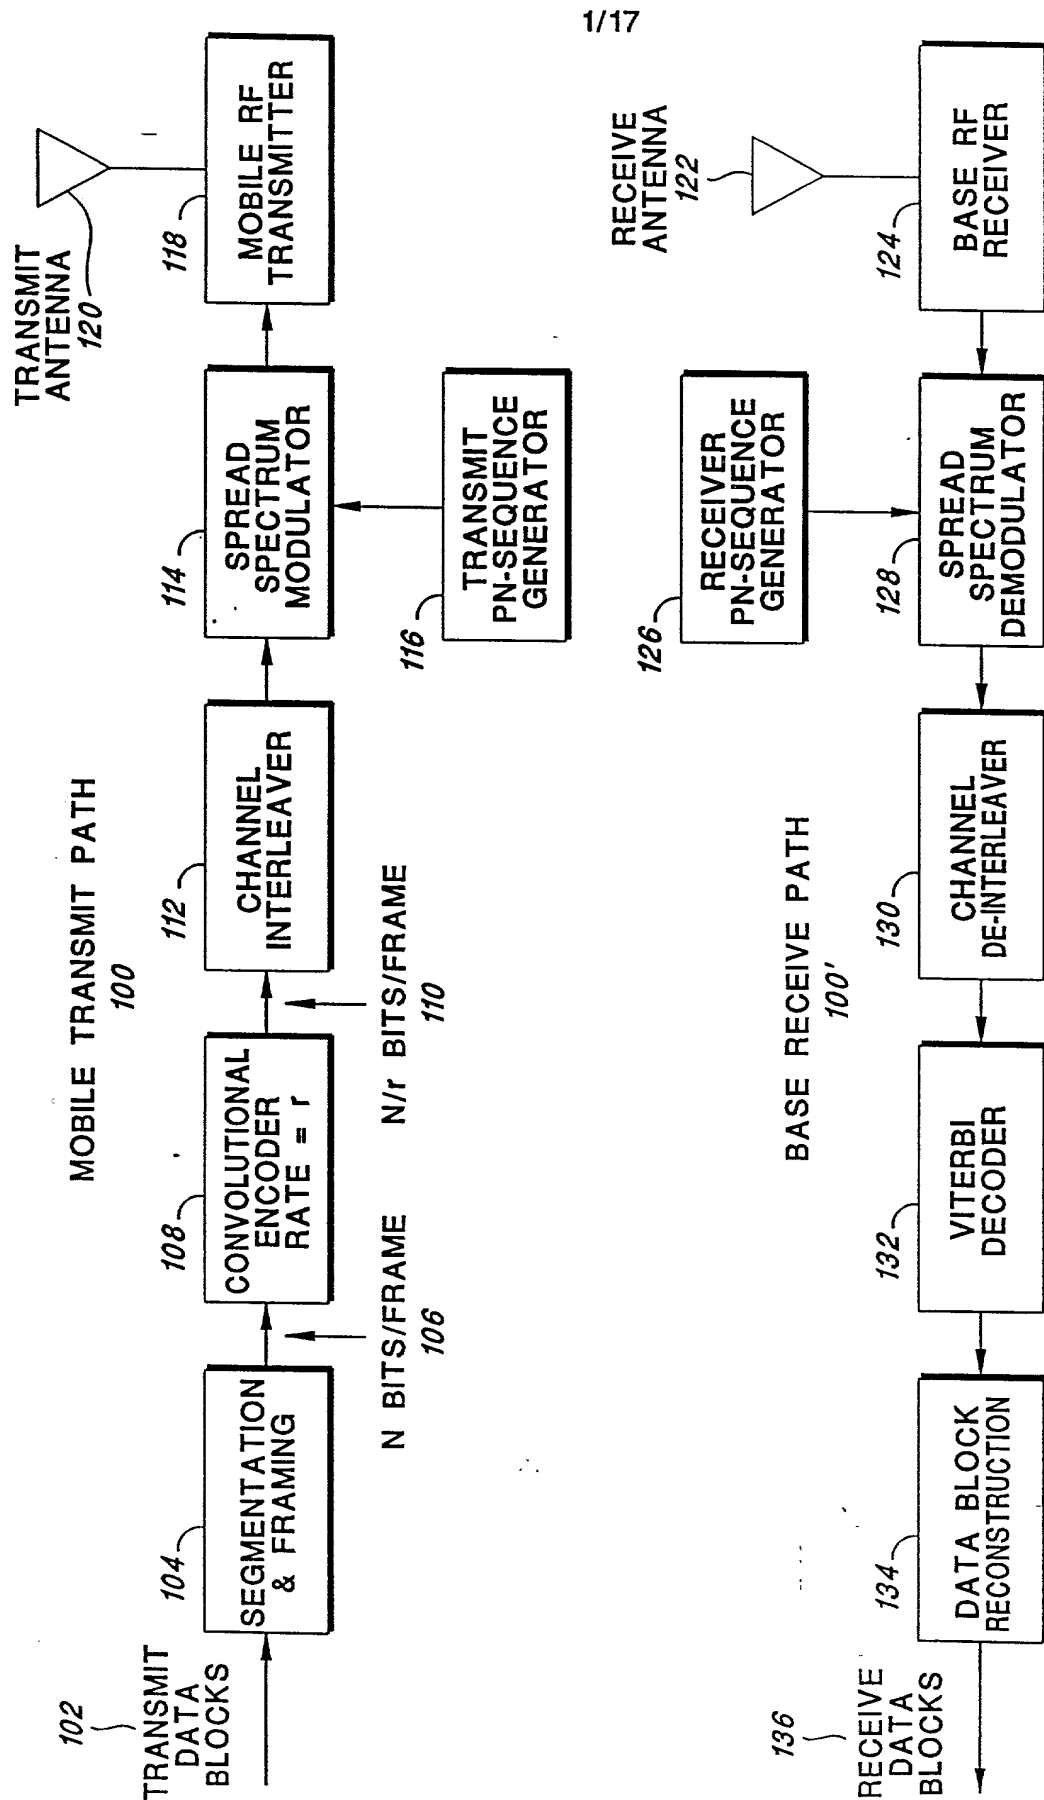 1/17
MOBILE TRANSMIT PATH
100
102
TRANSMIT
DATA
BLOCKS
104
SEGMENTATION
& FRAMING
N BITS/FRAME
106
108
CONVOLUTIONAL
ENCODER
RATE = r
N/r BITS/FRAME
110
112
CHANNEL
INTERLEAVER
114
SPREAD
SPECTRUM
MODULATOR
116
TRANSMIT
PN-SEQUENCE
GENERATOR
118
MOBILE RF
TRANSMITTER
TRANSMIT
ANTENNA
120
BASE RECEIVE PATH
100'
RECEIVE
ANTENNA
122
124
BASE RF
RECEIVER
126
RECEIVER
PN-SEQUENCE
GENERATOR
128
SPREAD
SPECTRUM
DEMODULATOR
130
CHANNEL
DE-INTERLEAVER
132
VITERBI
DECODER
134
DATA BLOCK
RECONSTRUCTION
136
RECEIVE
DATA
BLOCKS